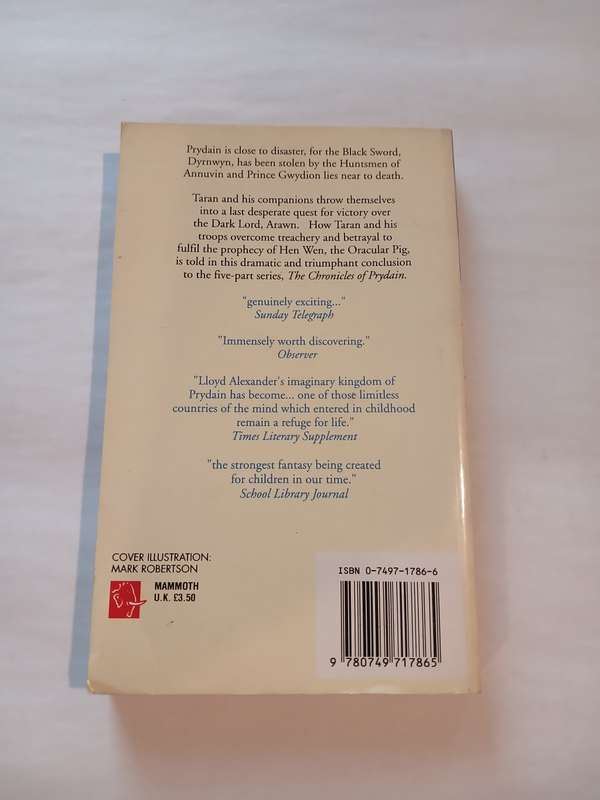 Prydain is close to disaster, for the Black Sword,
Dyrnwyn, has been stolen by the Huntsmen of
Annuvin and Prince Gwydion lies near to death.
Taran and his companions throw themselves
into a last desperate quest for victory over
the Dark Lord, Arawn. How Taran and his
troops overcome treachery and betrayal to
fulfil the prophecy of Hen Wen, the Oracular Pig,
is told in this dramatic and triumphant conclusion
to the five-part series, The Chronicles of Prydain.
"genuinely exciting..."
Sunday Telegraph
"Immensely worth discovering."
Observer
"Lloyd Alexander's imaginary kingdom of
Prydain has become... one of those limitless
countries of the mind which entered in childhood
remain a refuge for life."
Times Literary Supplement
"the strongest fantasy being created
for children in our time."
School Library Journal
COVER ILLUSTRATION:
MARK ROBERTSON
MAMMOTH
U.K. £3.50
ISBN 0-7497-1786-6
9 780749 717865